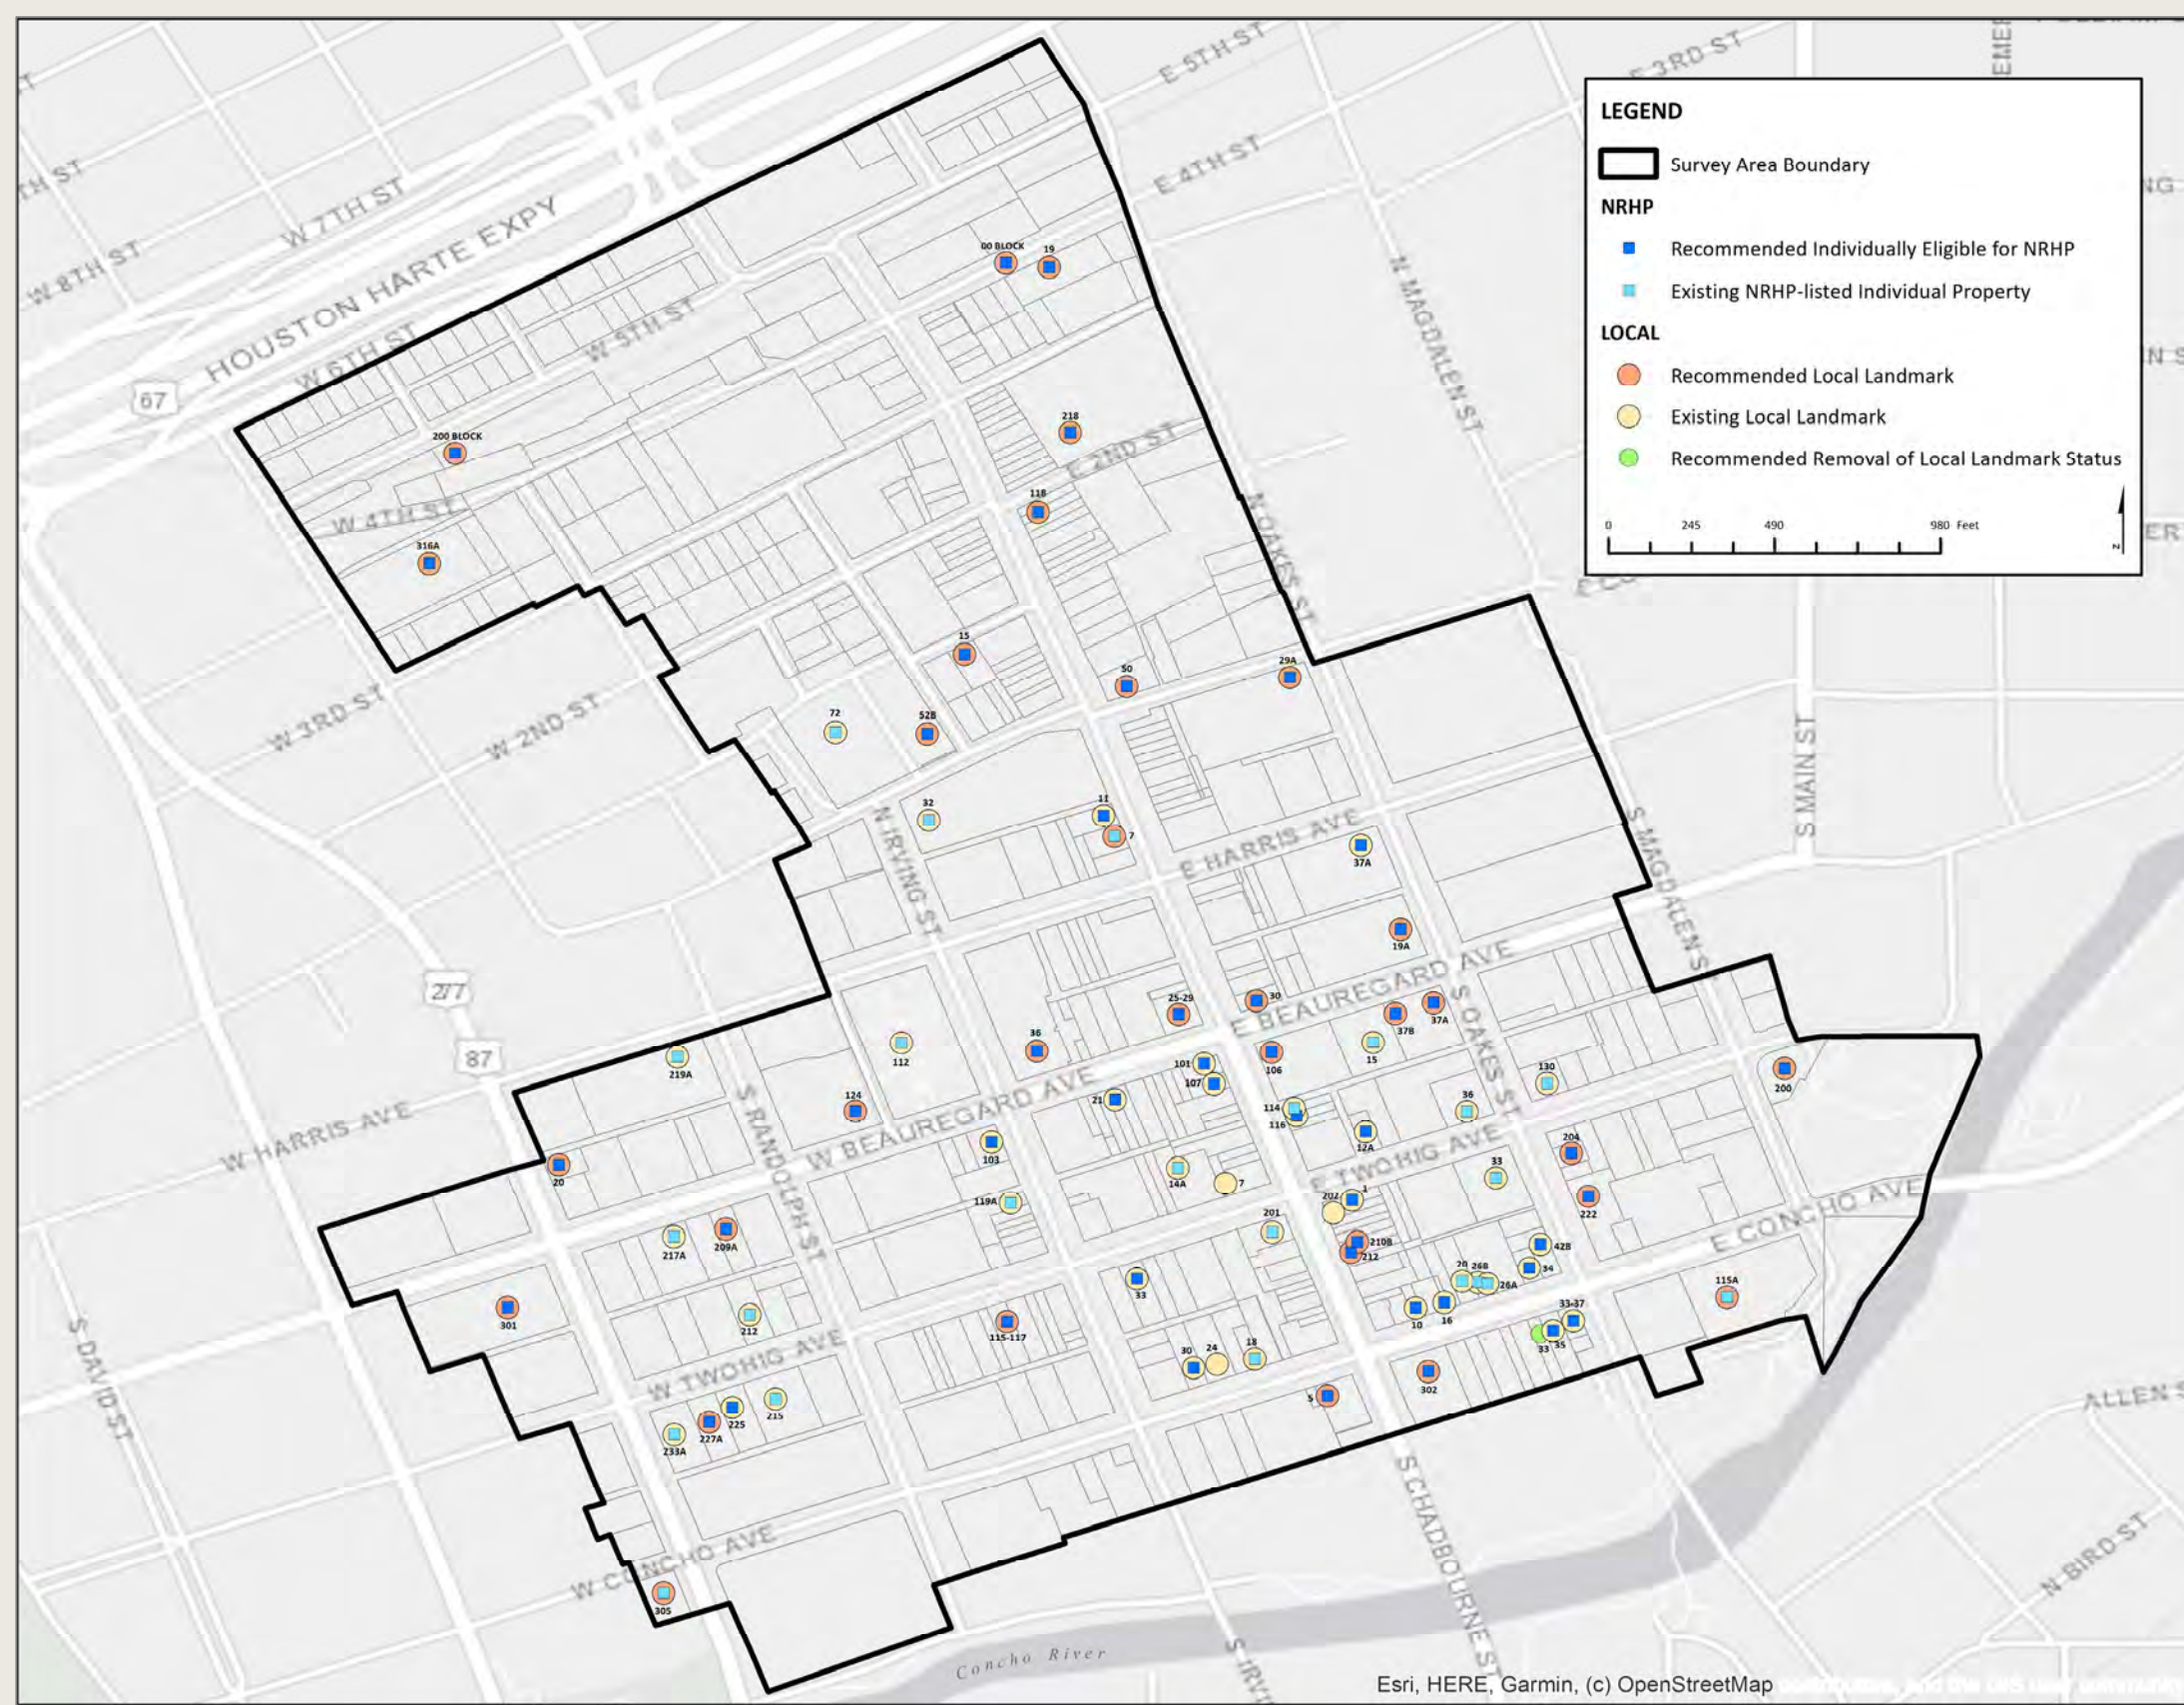 E 5TH ST
E 3RD ST
LEGEND
Survey Area Boundary
NRHP
Recommended Individually Eligible for NRHP
Existing NRHP-listed Individual Property
LOCAL
Recommended Local Landmark
Existing Local Landmark
Recommended Removal of Local Landmark Status
0 245 490 980 Feet
N
E 4TH ST
W 7TH ST
W 8TH ST
HOUSTON HARTE EXPY
W 6TH ST
W 5TH ST
67
00 BLOCK
19
N MAGDALEN ST
200 BLOCK
218
E 2ND ST
W 4TH ST
118
N OAKES ST
316A
15
50
29A
W 3RD ST
W 2ND ST
72
52B
S MAIN ST
32
11
7
N IRVING ST
E HARRIS AVE
37A
S MAGDALEN ST
19A
277
25-29
30
E BEAUREGARD AVE
37B
37A
S OAKES ST
87
219A
112
36
106
15
101
107
130
200
W HARRIS AVE
S RANDOLPH ST
124
W BEAUREGARD AVE
21
114
116
36
12A
E TWOHIG AVE
103
20
14A
7
33
204
119A
202
1
222
217A
209A
201
210B
212
42B
34
E CONCHO AVE
20
26B
26A
33
115A
301
212
115-117
10
16
33-37
33
35
S DAVID ST
W TWOHIG AVE
30
24
18
302
5
ALLEN S
233A
227A
225
215
S CHADBOURNE ST
W CONCHO AVE
305
N BIRD ST
Concho River
S IRVI
Esri, HERE, Garmin, (c) OpenStreetMap